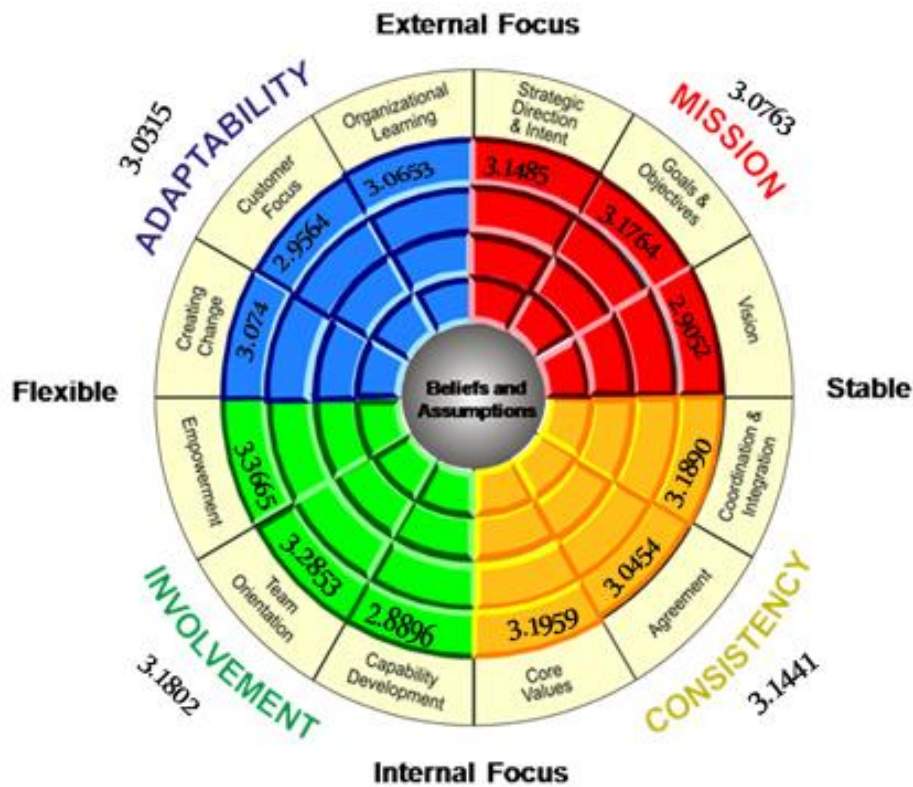 External Focus
ADAPTABILITY
3.0315
MISSION
3.0763
Organizational
Learning
3.0653
Strategic
Direction
& Intent
3.1485
Customer
Focus
2.9564
Goals &
Objectives
3.1764
Creating
Change
3.074
Vision
2.9052
Flexible
Beliefs and
Assumptions
Stable
Empowerment
3.3665
Coordination &
Integration
3.1890
Team
Orientation
3.2853
Agreement
3.0454
Capability
Development
2.8896
Core
Values
3.1959
INVOLVEMENT
3.1802
CONSISTENCY
3.1441
Internal Focus